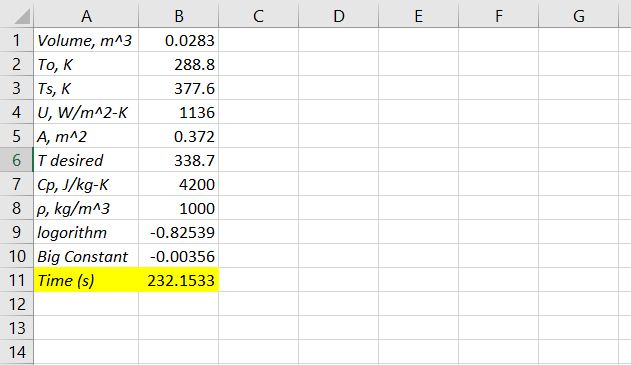 A B C D E F G
1 Volume, m^3 0.0283
2 To, K 288.8
3 Ts, K 377.6
4 U, W/m^2-K 1136
5 A, m^2 0.372
6 T desired 338.7
7 Cp, J/kg-K 4200
8 ρ, kg/m^3 1000
9 logorithm -0.82539
10 Big Constant -0.00356
11 Time (s) 232.1533
12
13
14